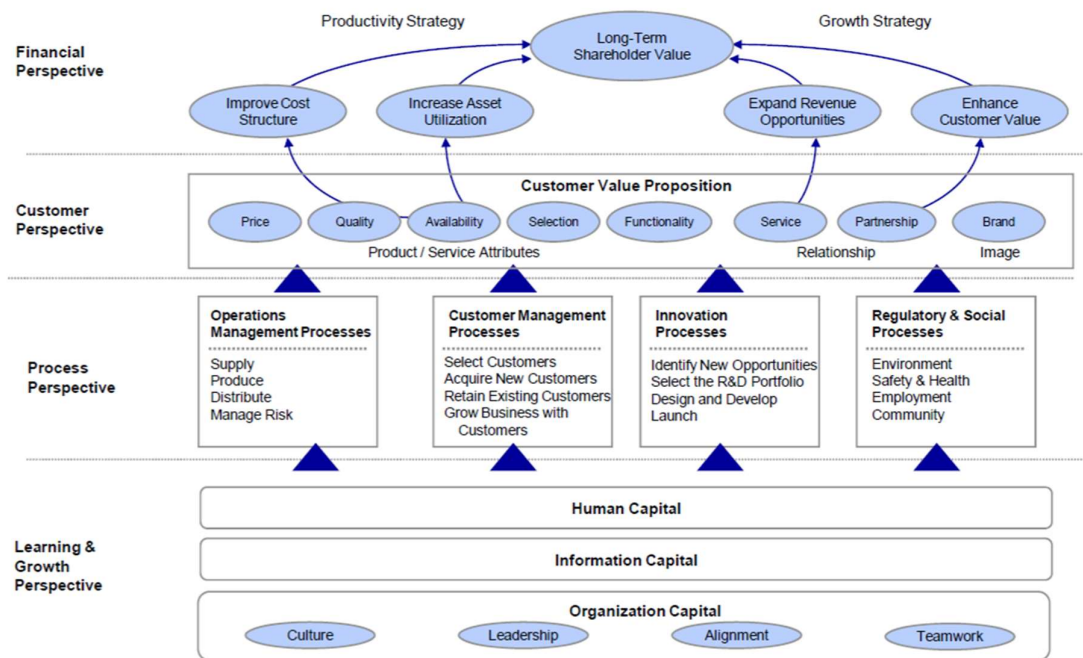 Productivity Strategy
Growth Strategy
Financial
Perspective
Long-Term
Shareholder Value
Improve Cost
Structure
Increase Asset
Utilization
Expand Revenue
Opportunities
Enhance
Customer Value
Customer
Perspective
Customer Value Proposition
Price
Quality
Availability
Selection
Functionality
Service
Partnership
Brand
Product / Service Attributes
Relationship
Image
Process
Perspective
Operations
Management Processes
Supply
Produce
Distribute
Manage Risk
Customer Management
Processes
Select Customers
Acquire New Customers
Retain Existing Customers
Grow Business with
Customers
Innovation
Processes
Identify New Opportunities
Select the R&D Portfolio
Design and Develop
Launch
Regulatory & Social
Processes
Environment
Safety & Health
Employment
Community
Learning &
Growth
Perspective
Human Capital
Information Capital
Organization Capital
Culture
Leadership
Alignment
Teamwork